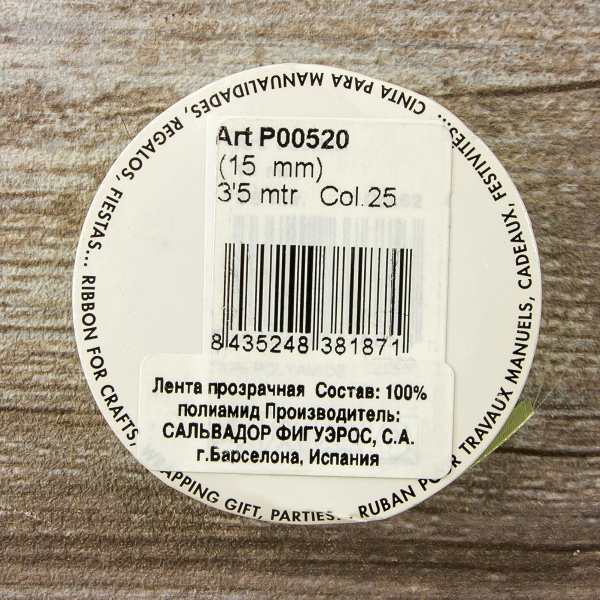 CINTA PARA MANUALIDADES, REGALOS, FIESTAS...
RIBBON FOR CRAFTS,
APPING GIFT, PARTIES...
RUBAN POUR TRAVAUX MANUELS, CADEAUX, FESTIVITÉS...
Art P00520
(15 mm)
3'5 mtr Col.25
8 435248 381871
Лента прозрачная Состав: 100%
полиамид Производитель:
САЛЬВАДОР ФИГУЭРОС, С.А.
г.Барселона, Испания